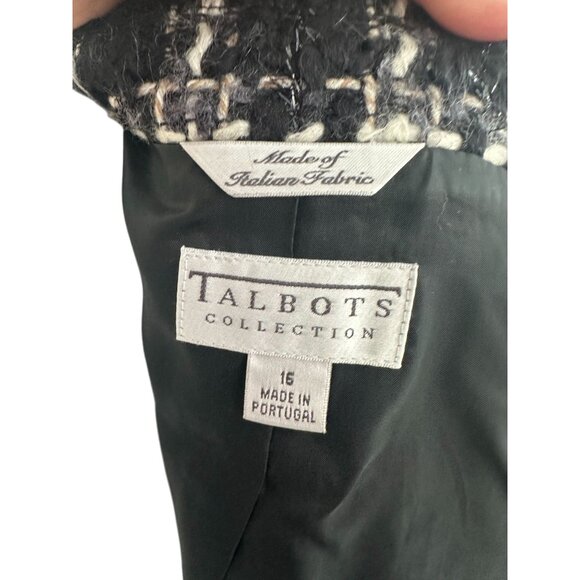 Made of
Italian Fabric
TALBOTS
COLLECTION
16
MADE IN
PORTUGAL